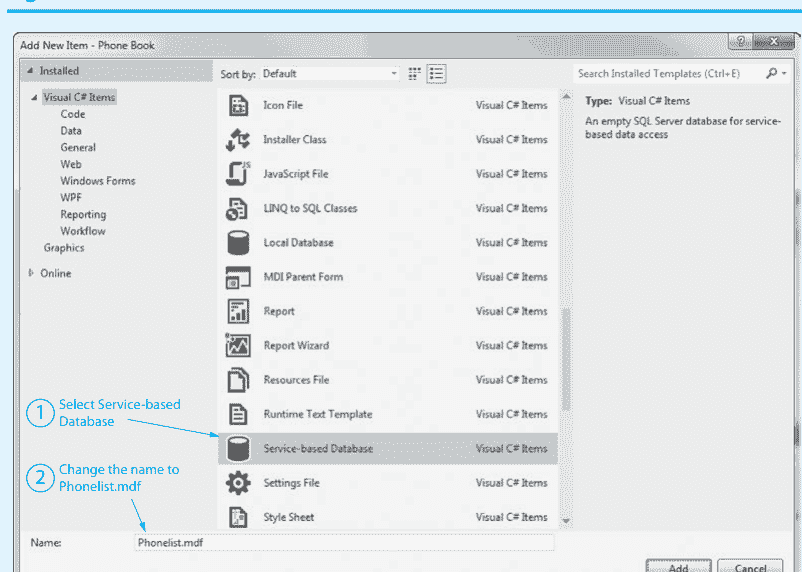 Add New Item - Phone Book
Installed
Sort by: Default
Search Installed Templates (Ctrl+E)
Visual C# Items
Code
Data
General
Web
Windows Forms
WPF
Reporting
Workflow
Graphics
Online
Icon File Visual C# Items
Installer Class Visual C# Items
JS
JavaScript File Visual C# Items
LINQ to SQL Classes Visual C# Items
Local Database Visual C# Items
MDI Parent Form Visual C# Items
Report Visual C# Items
Report Wizard Visual C# Items
Resources File Visual C# Items
Runtime Text Template Visual C# Items
Service-based Database Visual C# Items
Settings File Visual C# Items
Style Sheet Visual C# Items
Type: Visual C# Items
An empty SQL Server database for service-
based data access
1 Select Service-based
Database
2 Change the name to
Phonelist.mdf
Name: Phonelist.mdf
Add Cancel